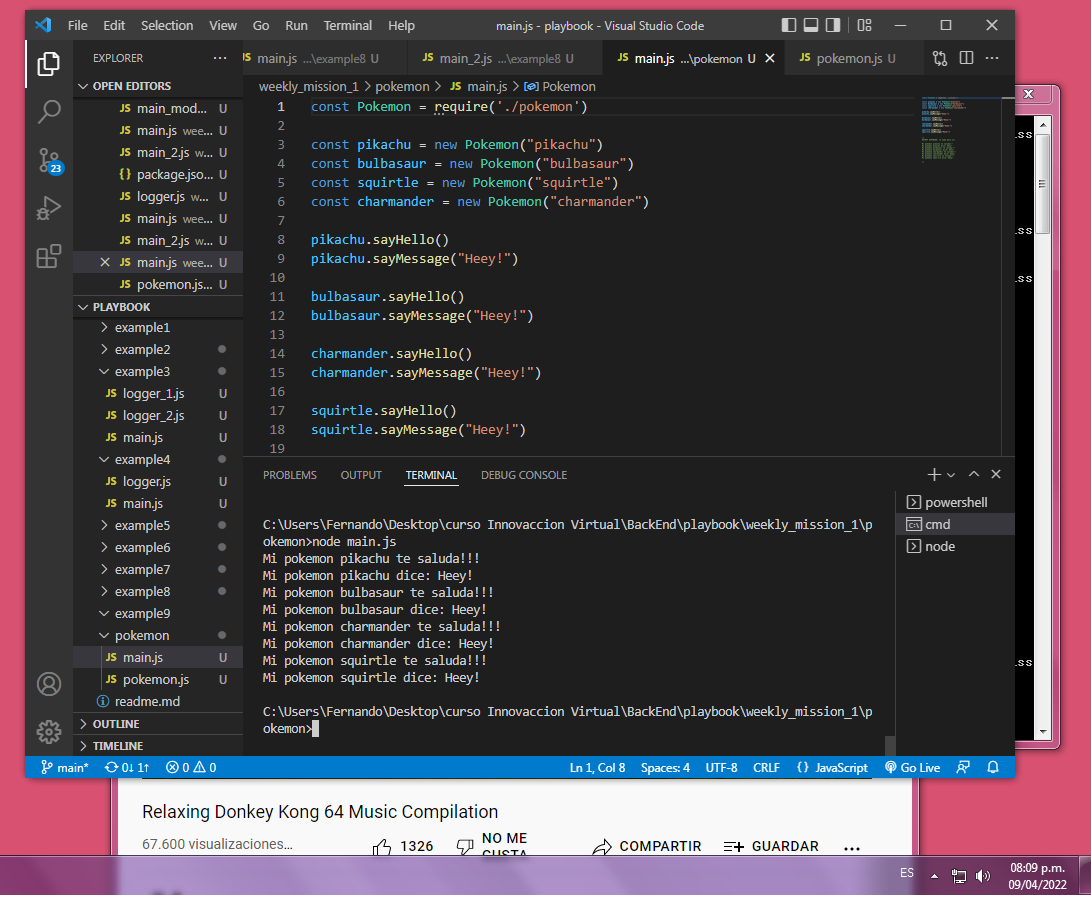 File Edit Selection View Go Run Terminal Help
main.js - playbook - Visual Studio Code
EXPLORER
JS main.js ...\example8 U
JS main_2.js ...\example8 U
JS main.js ...\pokemon U
JS pokemon.js U
OPEN EDITORS
JS main_mod... U
JS main.js wee... U
JS main_2.js w... U
{} package.jso... U
JS logger.js w... U
JS main.js wee... U
JS main_2.js w... U
JS main.js wee... U
JS pokemon.js... U
23
PLAYBOOK
example1
example2
example3
JS logger_1.js U
JS logger_2.js U
JS main.js U
example4
JS logger.js U
JS main.js U
example5
example6
example7
example8
example9
pokemon
JS main.js U
JS pokemon.js U
readme.md
OUTLINE
TIMELINE
weekly_mission_1 > pokemon > JS main.js > Pokemon
1 const Pokemon = require('./pokemon')
2
3 const pikachu = new Pokemon("pikachu")
4 const bulbasaur = new Pokemon("bulbasaur")
5 const squirtle = new Pokemon("squirtle")
6 const charmander = new Pokemon("charmander")
7
8 pikachu.sayHello()
9 pikachu.sayMessage("Heey!")
10
11 bulbasaur.sayHello()
12 bulbasaur.sayMessage("Heey!")
13
14 charmander.sayHello()
15 charmander.sayMessage("Heey!")
16
17 squirtle.sayHello()
18 squirtle.sayMessage("Heey!")
19
PROBLEMS OUTPUT TERMINAL DEBUG CONSOLE
C:\Users\Fernando\Desktop\curso Innovaccion Virtual\BackEnd\playbook\weekly_mission_1\p
okemon>node main.js
Mi pokemon pikachu te saluda!!!
Mi pokemon pikachu dice: Heey!
Mi pokemon bulbasaur te saluda!!!
Mi pokemon bulbasaur dice: Heey!
Mi pokemon charmander te saluda!!!
Mi pokemon charmander dice: Heey!
Mi pokemon squirtle te saluda!!!
Mi pokemon squirtle dice: Heey!
C:\Users\Fernando\Desktop\curso Innovaccion Virtual\BackEnd\playbook\weekly_mission_1\p
okemon>
powershell
cmd
node
.ss
.ss
.ss
.ss
main* 0↓ 1↑ 0 0
Ln 1, Col 8 Spaces: 4 UTF-8 CRLF {} JavaScript Go Live
Relaxing Donkey Kong 64 Music Compilation
67.600 visualizaciones...
1326
NO ME
GUSTA
COMPARTIR
GUARDAR
...
ES
08:09 p.m.
09/04/2022